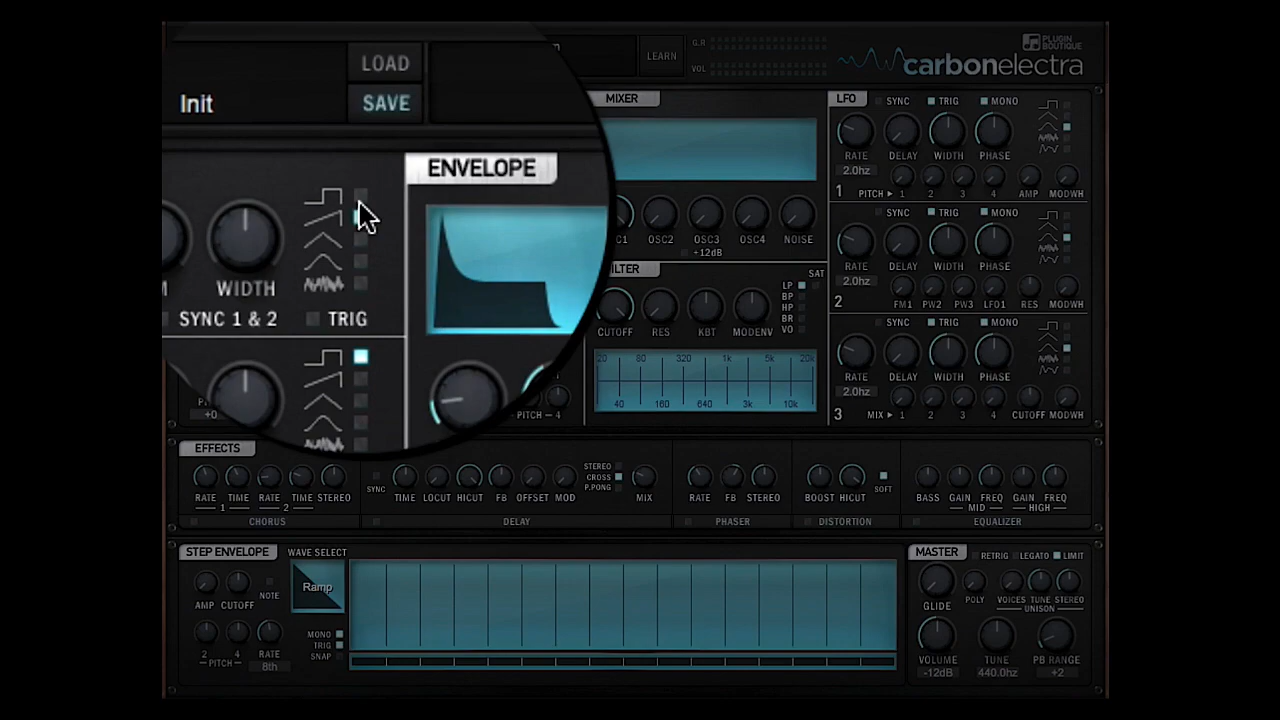 LOAD
SAVE
Init
LEARN
G.R
VOL
PLUGIN
BOUTIQUE
carbonelectra
ENVELOPE
WIDTH
SYNC 1 & 2
TRIG
+0
PITCH
4
MIXER
OSC2
OSC3
OSC4
NOISE
+12dB
SAT
LP
BP
HP
BR
VO
CUTOFF
RES
KBT
MODENV
20 80 320 1k 5k 20k
40 160 640 3k 10k
LFO
SYNC
TRIG
MONO
RATE
DELAY
WIDTH
PHASE
2.0hz
1
PITCH ▸ 1 2 3 4 AMP MODWH
SYNC
TRIG
MONO
RATE
DELAY
WIDTH
PHASE
2.0hz
2
FM1 PW2 PW3 LFO1 RES MODWH
SYNC
TRIG
MONO
RATE
DELAY
WIDTH
PHASE
2.0hz
3
MIX ▸ 1 2 3 4 CUTOFF MODWH
EFFECTS
RATE TIME RATE TIME STEREO
1 2
CHORUS
SYNC
TIME LOCUT HICUT FB OFFSET MOD
STEREO
CROSS
P.PONG
MIX
DELAY
RATE FB STEREO
PHASER
BOOST HICUT
SOFT
DISTORTION
BASS GAIN FREQ GAIN FREQ
MID HIGH
EQUALIZER
STEP ENVELOPE
WAVE SELECT
Ramp
AMP CUTOFF
NOTE
2 4
PITCH
RATE
8th
MONO
TRIG
SNAP
MASTER
RETRIG LEGATO LIMIT
GLIDE
POLY
VOICES TUNE STEREO
UNISON
VOLUME TUNE PB RANGE
-12dB 440.0hz +2